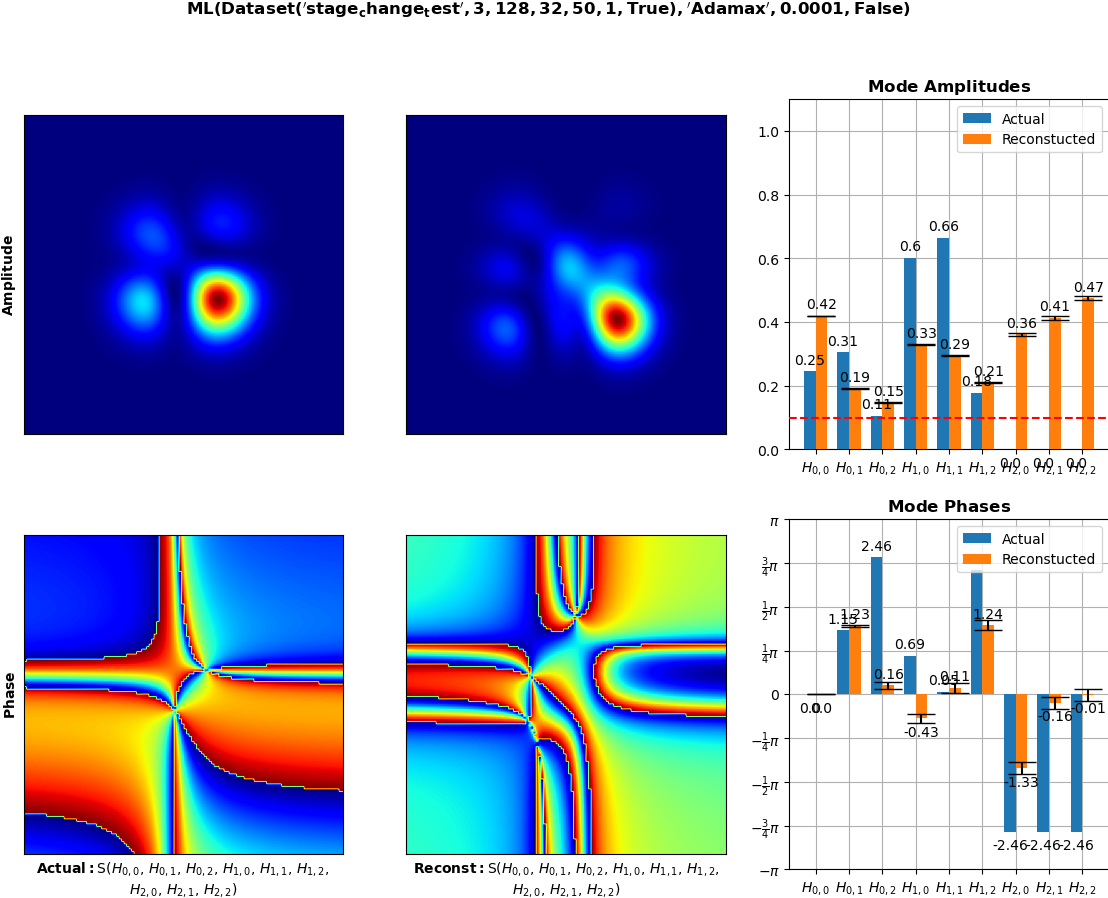 ML(Dataset('stage_change_test', 3, 128, 32, 50, 1, True), 'Adamax', 0.0001, False)
Amplitude
Mode Amplitudes
Actual
Reconstucted
1.0
0.8
0.6
0.4
0.2
0.0
0.25
0.42
0.31
0.19
0.11
0.15
0.6
0.33
0.66
0.29
0.18
0.21
0.0
0.36
0.0
0.41
0.0
0.47
H0,0 H0,1 H0,2 H1,0 H1,1 H1,2 H2,0 H2,1 H2,2
Phase
Actual: S(H0,0, H0,1, H0,2, H1,0, H1,1, H1,2,
H2,0, H2,1, H2,2)
Reconst: S(H0,0, H0,1, H0,2, H1,0, H1,1, H1,2,
H2,0, H2,1, H2,2)
Mode Phases
Actual
Reconstucted
π
3/4π
1/2π
1/4π
0
−1/4π
−1/2π
−3/4π
−π
0.0
1.23
2.46
0.16
0.69
-0.43
0.11
1.24
-2.46
-1.33
-2.46
-0.16
-2.46
-0.01
H0,0 H0,1 H0,2 H1,0 H1,1 H1,2 H2,0 H2,1 H2,2